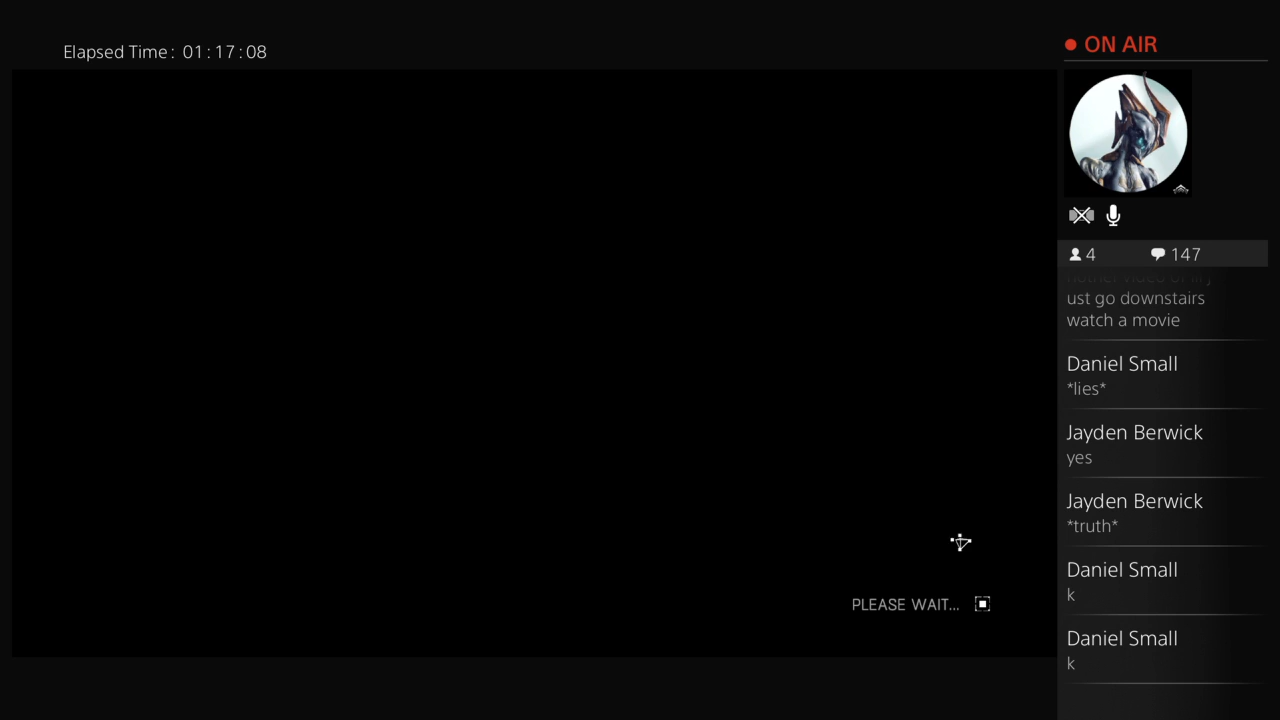 Elapsed Time: 01:17:08
ON AIR
4
147
ust go downstairs
watch a movie
Daniel Small
*lies*
Jayden Berwick
yes
Jayden Berwick
*truth*
Daniel Small
k
Daniel Small
k
PLEASE WAIT...